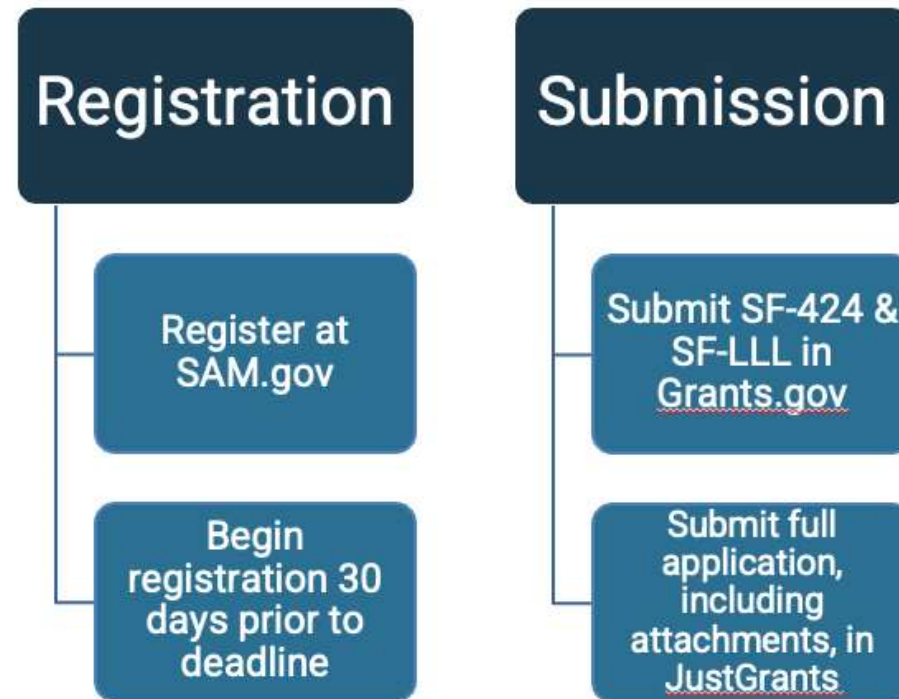 Registration
Register at
SAM.gov
Begin
registration 30
days prior to
deadline
Submission
Submit SF-424 &
SF-LLL in
Grants.gov
Submit full
application,
including
attachments, in
JustGrants